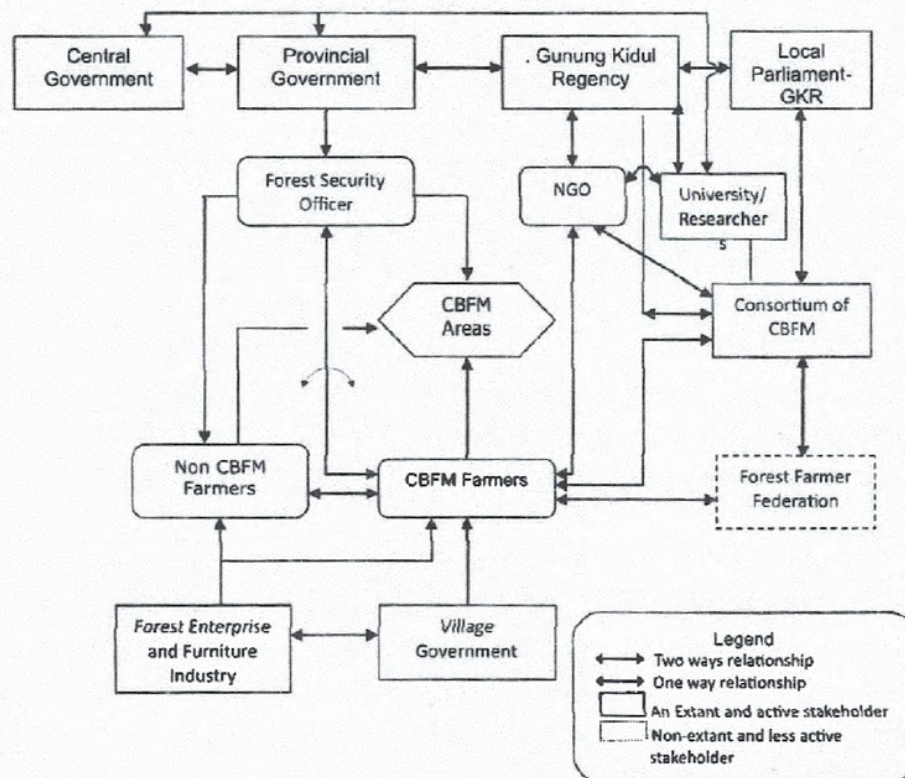 Central
Government
Provincial
Government
. Gunung Kidul
Regency
Local
Parliament-
GKR
Forest Security
Officer
NGO
University/
Researcher
s
CBFM
Areas
Consortium of
CBFM
Non CBFM
Farmers
CBFM Farmers
Forest Farmer
Federation
Forest Enterprise
and Furniture
Industry
Village
Government
Legend
Two ways relationship
One way relationship
An Extant and active stakeholder
Non-extant and less active
stakeholder